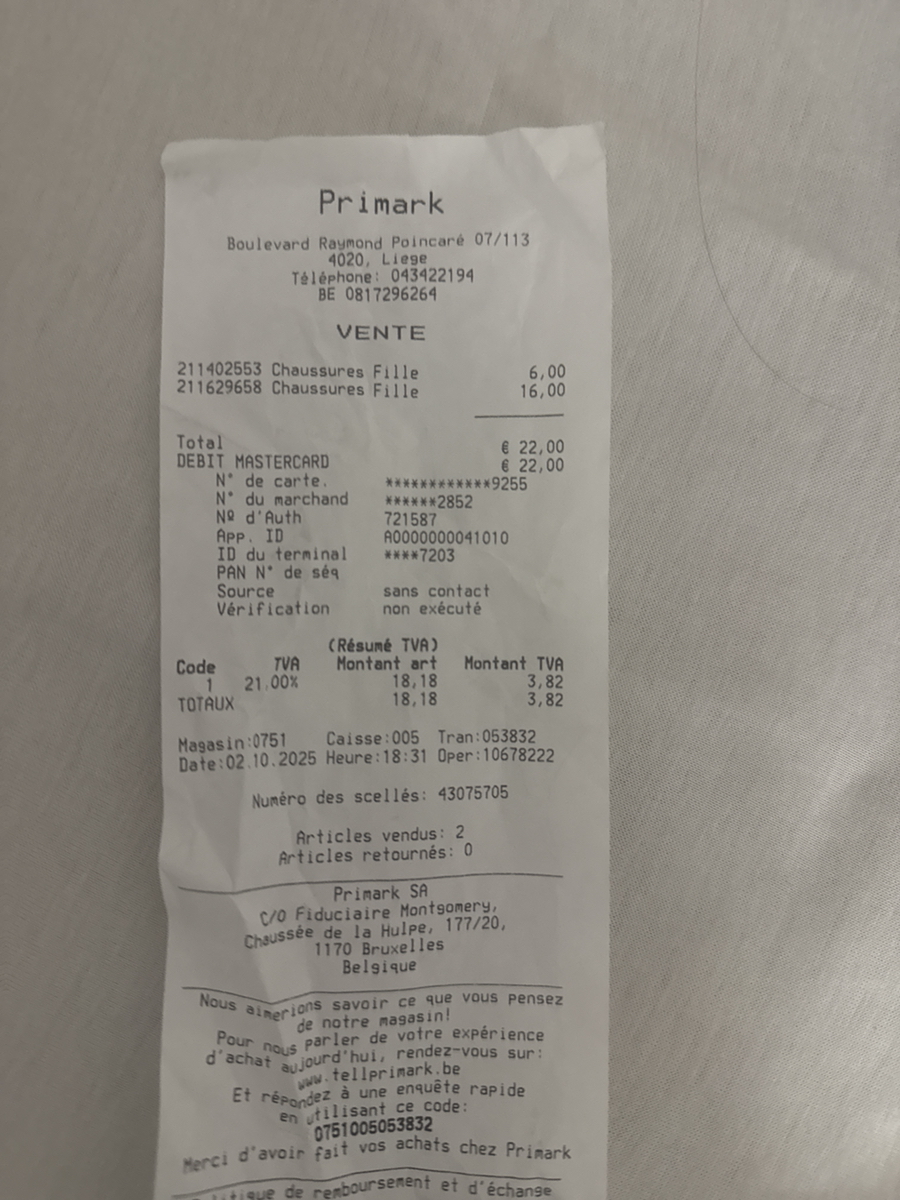 Primark
Boulevard Raymond Poincaré 07/113
4020, Liege
Téléphone: 043422194
BE 0817296264
VENTE
211402553 Chaussures Fille 6,00
211629658 Chaussures Fille 16,00
Total € 22,00
DEBIT MASTERCARD € 22,00
N° de carte. ************9255
N° du marchand ******2852
Nº d'Auth 721587
App. ID A0000000041010
ID du terminal ****7203
PAN N° de séq
Source sans contact
Vérification non exécuté
(Résumé TVA)
Code TVA Montant art Montant TVA
1 21.00% 18,18 3,82
TOTAUX 18,18 3,82
Magasin:0751 Caisse:005 Tran:053832
Date:02.10.2025 Heure:18:31 Oper:10678222
Numéro des scellés: 43075705
Articles vendus: 2
Articles retournés: 0
Primark SA
C/O Fiduciaire Montgomery,
Chaussée de la Hulpe, 177/20,
1170 Bruxelles
Belgique
Nous aimerions savoir ce que vous pensez
de notre magasin!
Pour nous parler de votre expérience
d'achat aujourd'hui, rendez-vous sur:
www.tellprimark.be
Et répondez à une enquête rapide
en utilisant ce code:
0751005053832
Merci d'avoir fait vos achats chez Primark
Politique de remboursement et d'échange